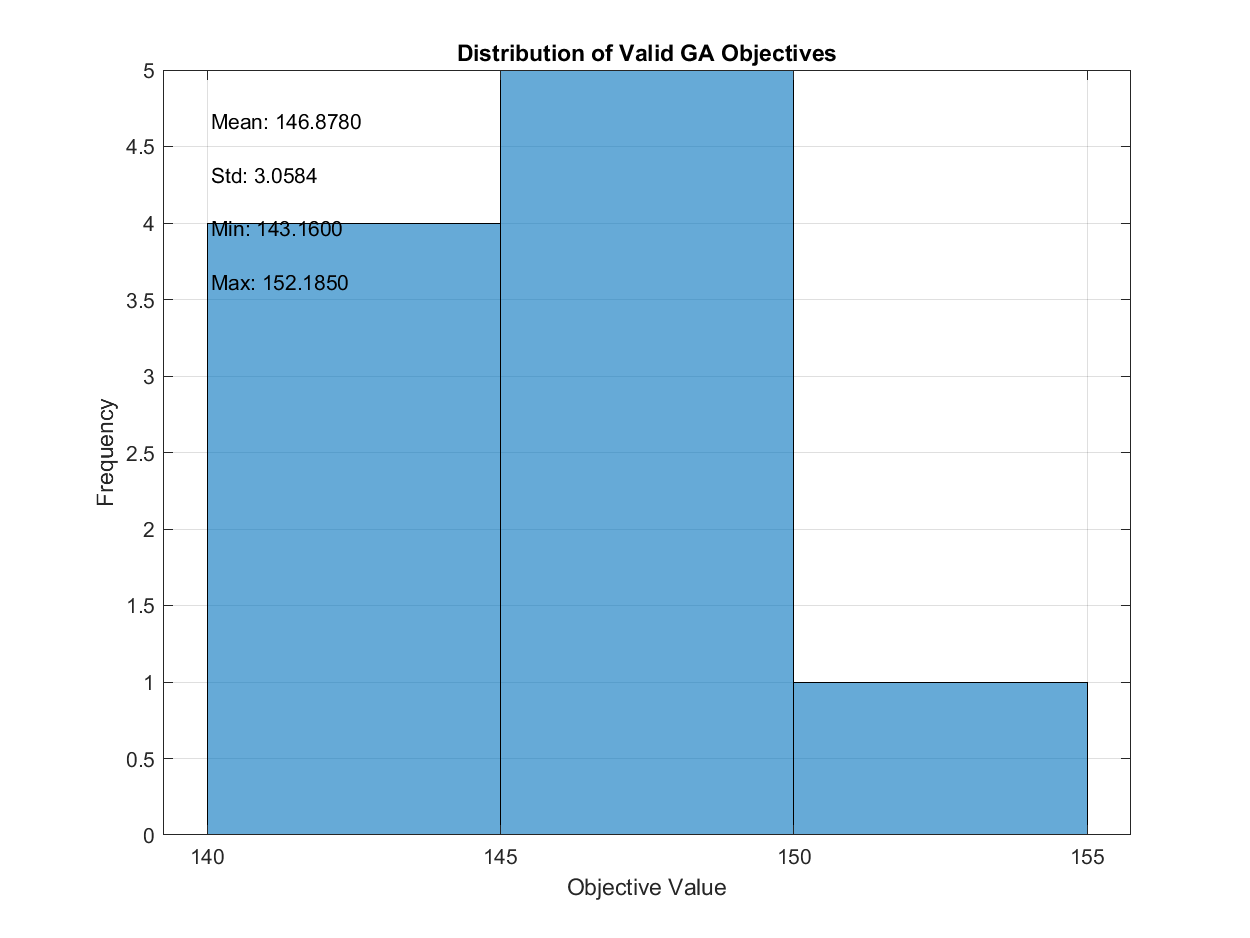 Distribution of Valid GA Objectives
5
4.5
4
3.5
3
2.5
2
1.5
1
0.5
0
Frequency
Mean: 146.8780
Std: 3.0584
Min: 143.1600
Max: 152.1850
140 145 150 155
Objective Value